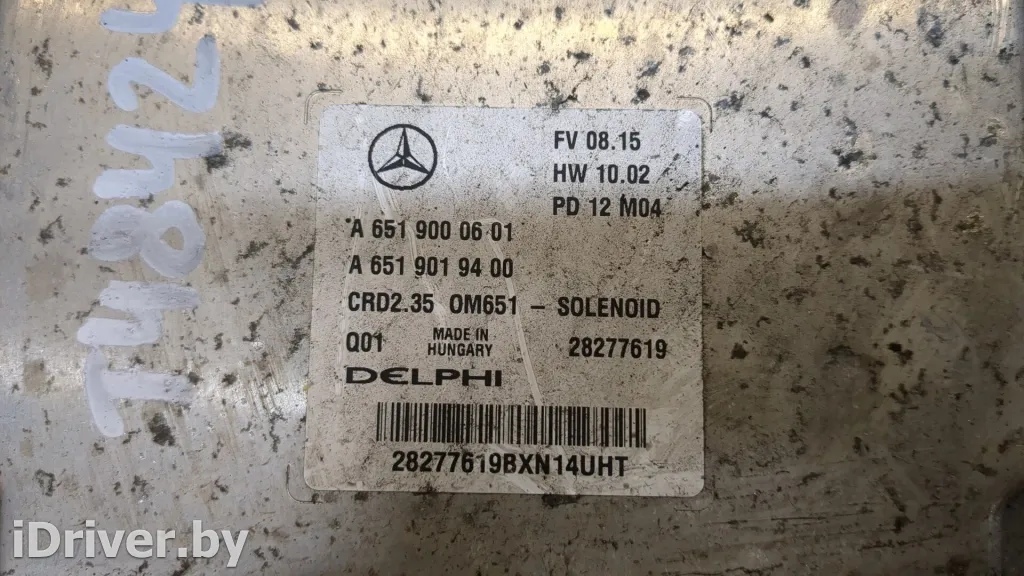 FV 08.15
HW 10.02
PD 12 M04
A 651 900 06 01
A 651 901 94 00
CRD2.35 OM651 – SOLENOID
Q01 MADE IN HUNGARY 28277619
DELPHI
28277619BXN14UHT
iDriver.by